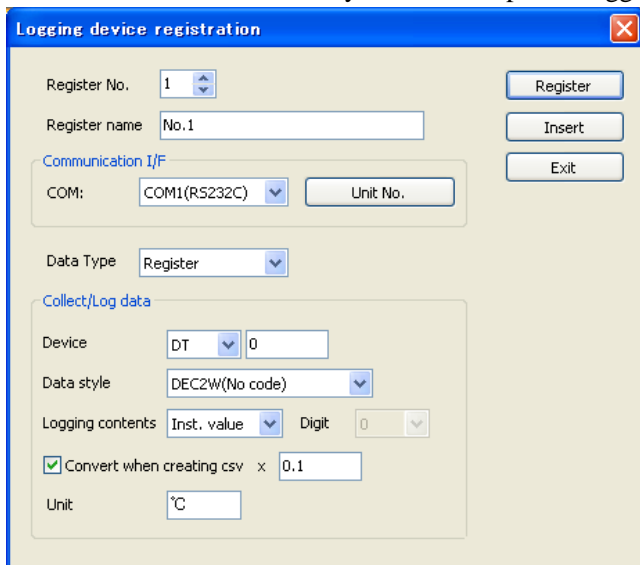 Logging device registration
Register No. 1 Register
Register name No.1 Insert
Communication I/F Exit
COM: COM1(RS232C) Unit No.
Data Type Register
Collect/Log data
Device DT 0
Data style DEC2W(No code)
Logging contents Inst. value Digit 0
Convert when creating csv x 0.1
Unit ℃